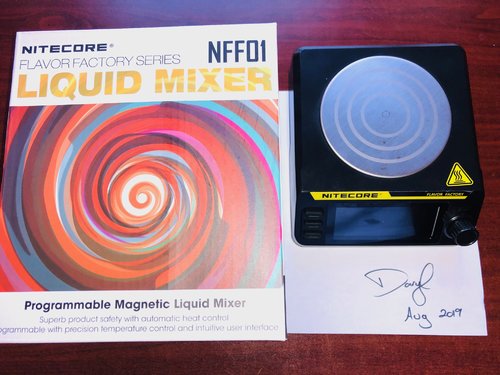 NITECORE®
FLAVOR FACTORY SERIES
NFF01
LIQUID MIXER
Programmable Magnetic Liquid Mixer
Superb product safety with automatic heat control
ogrammable with precision temperature control and intuitive user interface
NITECORE®
FLAVOR FACTORY
Daryl
Aug 2019